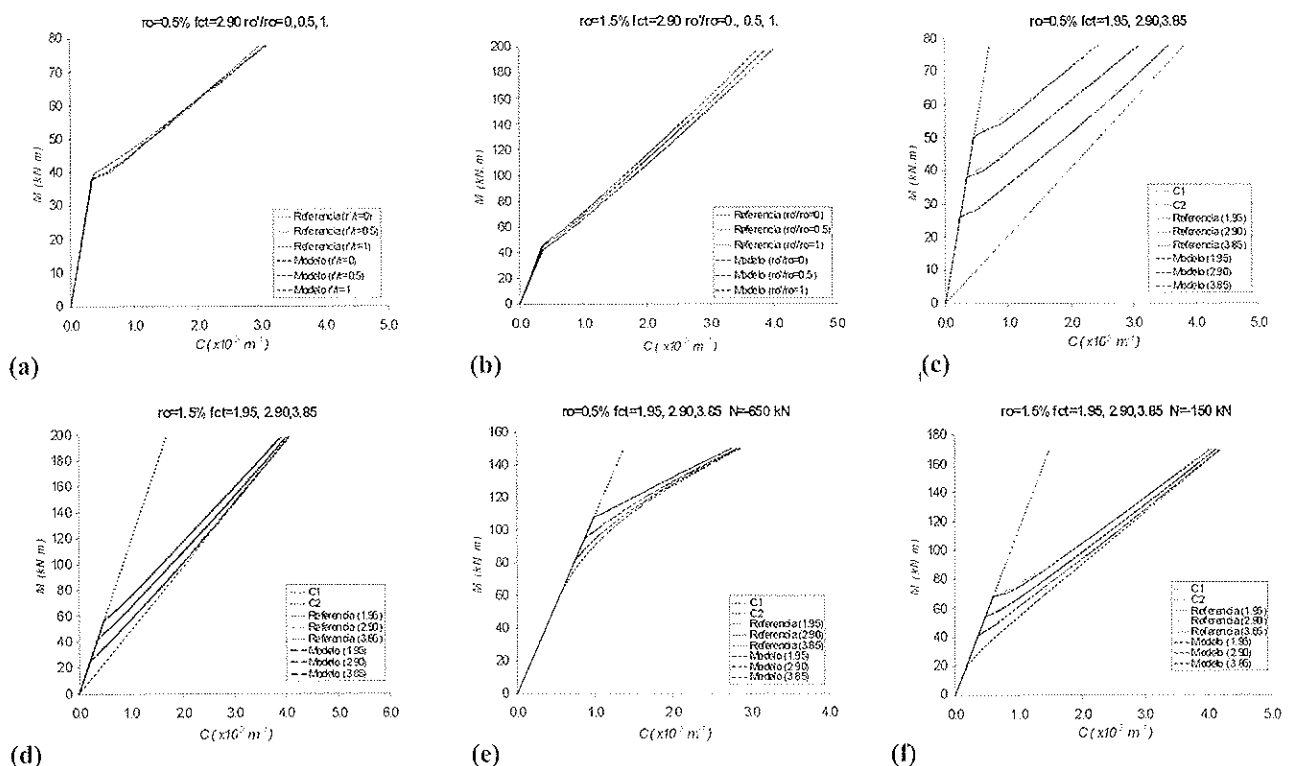 ro=0.5% fct=2.90 ro'/ro=0,,0.5, 1.
80
70
60
50
40
30
20
10
0
M (kN.m)
0.0 1.0 2.0 3.0 4.0 5.0
Referencia (r'/r=0)
Referencia (r'/r=0.5)
Referencia (r'/r=1)
Modelo (r'/r=0)
Modelo (r'/r=0.5)
Modelo r'/r=1
(a)
ro=1.5% fct=2.90 ro'/ro=0., 0.5, 1.
200
180
160
140
120
100
80
60
40
20
0
M (kN.m)
0.0 1.0 2.0 3.0 4.0 5.0
Referencia (ro'/ro=0)
Referencia (ro'/ro=0.5)
Referencia (ro'/ro=1)
Modelo (ro'/ro=0)
Modelo (ro'/ro=0.5)
Modelo (ro'/ro=1)
(b)
ro=0.5% fct=1.95, 2.90,3.85
80
70
60
50
40
30
20
10
0
M (kN.m)
0.0 1.0 2.0 3.0 4.0 5.0
C1
C2
Referencia (1.95)
Referencia (2.90)
Referencia (3.85)
Modelo (1.95)
Modelo (2.90)
Modelo (3.85)
(c)
ro=1.5% fct=1.95, 2.90,3.85
200
180
160
140
120
100
80
60
40
20
0
M (kN.m)
0.0 1.0 2.0 3.0 4.0 5.0 6.0
C1
C2
Referencia (1.95)
Referencia (2.90)
Referencia (3.85)
Modelo (1.95)
Modelo (2.90)
Modelo (3.85)
(d)
ro=0.5% fct=1.95, 2.90,3.85 N=-650 kN
160
140
120
100
80
60
40
20
0
M (kN.m)
0.0 1.0 2.0 3.0 4.0
C1
C2
Referencia (1.95)
Referencia (2.90)
Referencia (3.85)
Modelo (1.95)
Modelo (2.90)
Modelo (3.85)
(e)
ro=1.5% fct=1.95, 2.90,3.85 N=-150 kN
180
160
140
120
100
80
60
40
20
0
M (kN.m)
0.0 1.0 2.0 3.0 4.0 5.0
C1
C2
Referencia (1.95)
Referencia (2.90)
Referencia (3.85)
Modelo (1.95)
Modelo (2.90)
Modelo (3.85)
(f)